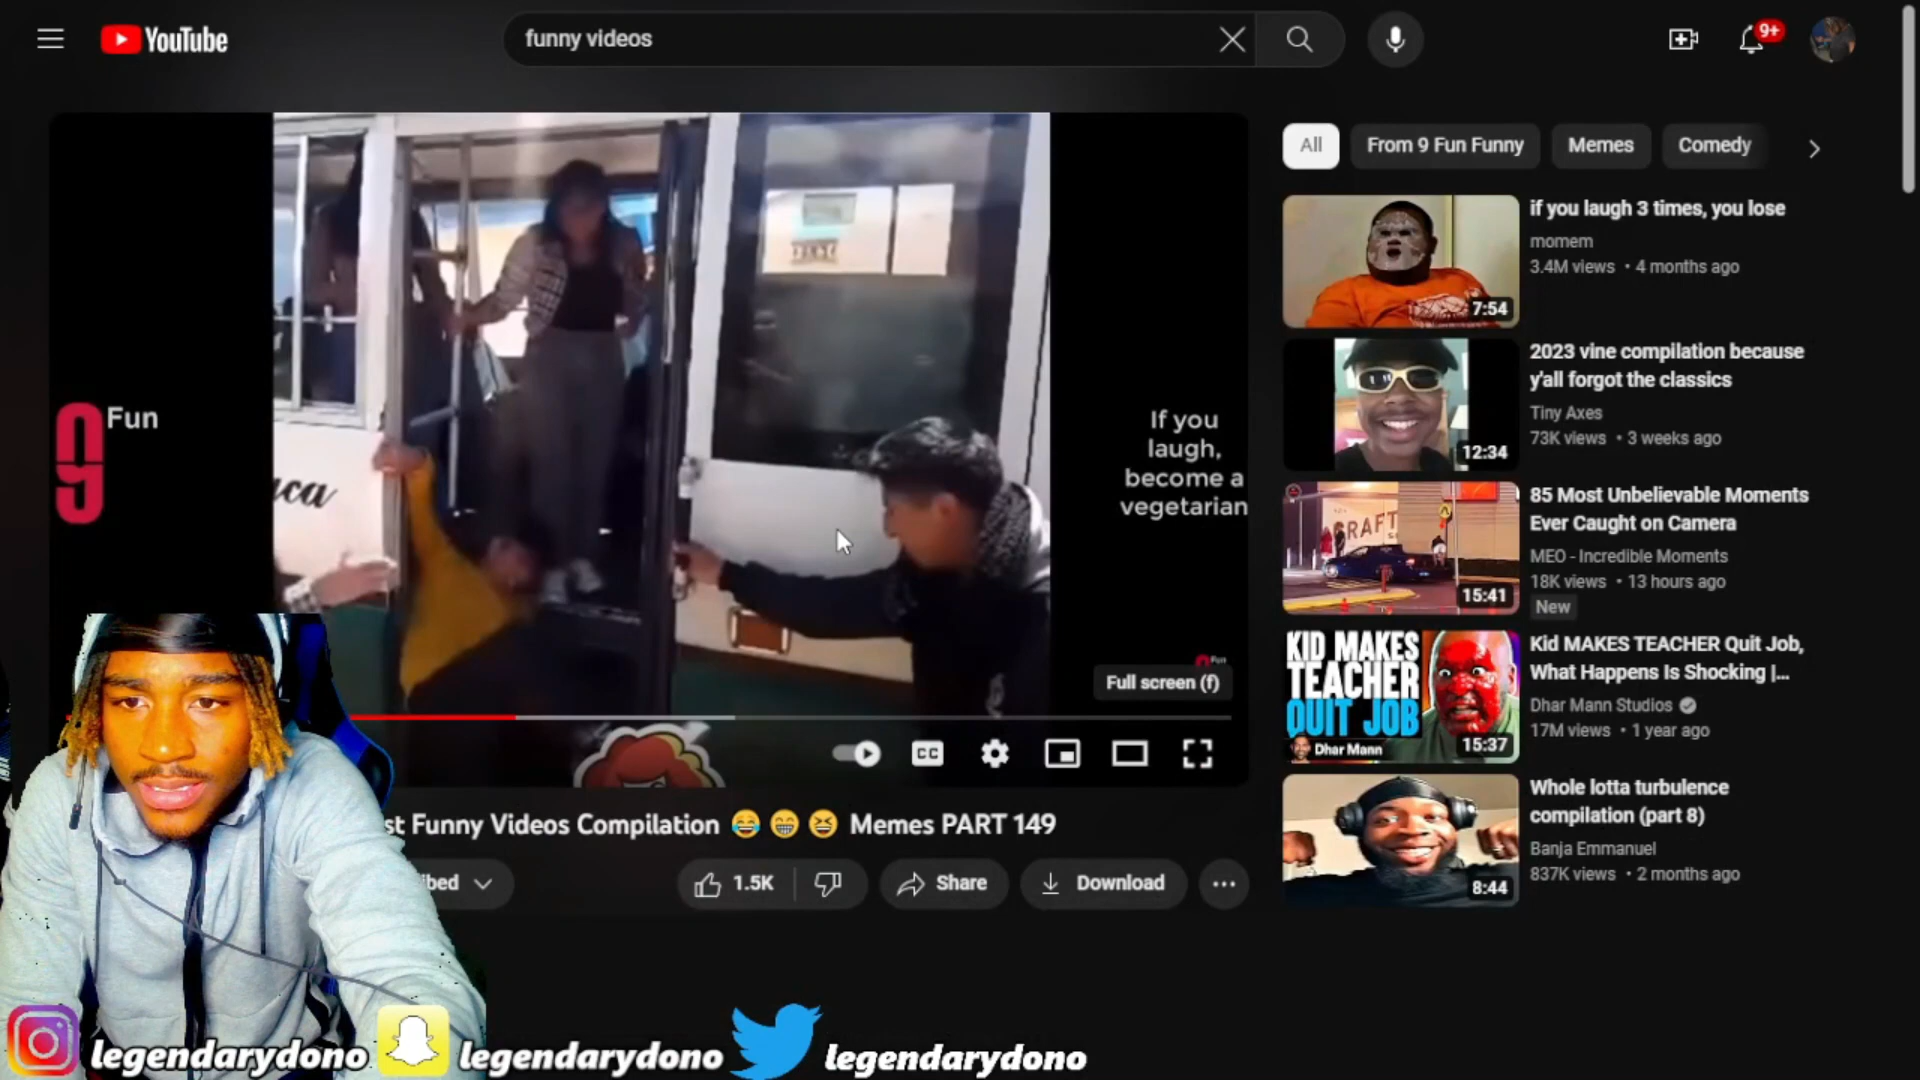 YouTube
funny videos
9+
All
From 9 Fun Funny
Memes
Comedy
9 Fun
If you
laugh,
become a
vegetarian
Full screen (f)
CC
st Funny Videos Compilation 😂 😁 😆 Memes PART 149
ibed
1.5K
Share
Download
if you laugh 3 times, you lose
momem
3.4M views • 4 months ago
7:54
2023 vine compilation because
y'all forgot the classics
Tiny Axes
73K views • 3 weeks ago
12:34
85 Most Unbelievable Moments
Ever Caught on Camera
MEO - Incredible Moments
18K views • 13 hours ago
New
15:41
KID MAKES
TEACHER
QUIT JOB
Dhar Mann
15:37
Kid MAKES TEACHER Quit Job,
What Happens Is Shocking |...
Dhar Mann Studios
17M views • 1 year ago
Whole lotta turbulence
compilation (part 8)
Banja Emmanuel
837K views • 2 months ago
8:44
legendarydono legendarydono legendarydono